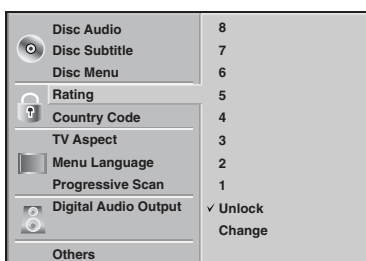 Disc Audio
Disc Subtitle
Disc Menu
Rating
Country Code
TV Aspect
Menu Language
Progressive Scan
Digital Audio Output
Others
8
7
6
5
4
3
2
1
✓ Unlock
Change